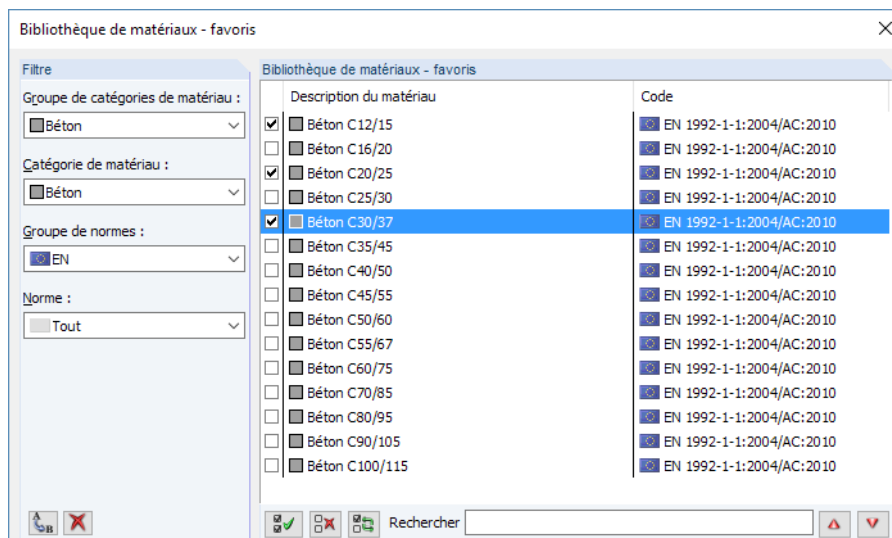 Bibliothèque de matériaux - favoris
Filtre
Groupe de catégories de matériau :
Béton
Catégorie de matériau :
Béton
Groupe de normes :
EN
Norme :
Tout
Bibliothèque de matériaux - favoris
Description du matériau Code
Béton C12/15 EN 1992-1-1:2004/AC:2010
Béton C16/20 EN 1992-1-1:2004/AC:2010
Béton C20/25 EN 1992-1-1:2004/AC:2010
Béton C25/30 EN 1992-1-1:2004/AC:2010
Béton C30/37 EN 1992-1-1:2004/AC:2010
Béton C35/45 EN 1992-1-1:2004/AC:2010
Béton C40/50 EN 1992-1-1:2004/AC:2010
Béton C45/55 EN 1992-1-1:2004/AC:2010
Béton C50/60 EN 1992-1-1:2004/AC:2010
Béton C55/67 EN 1992-1-1:2004/AC:2010
Béton C60/75 EN 1992-1-1:2004/AC:2010
Béton C70/85 EN 1992-1-1:2004/AC:2010
Béton C80/95 EN 1992-1-1:2004/AC:2010
Béton C90/105 EN 1992-1-1:2004/AC:2010
Béton C100/115 EN 1992-1-1:2004/AC:2010
A B
Rechercher